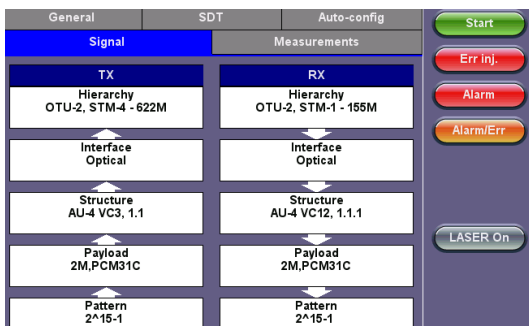 General SDT Auto-config
Signal Measurements
TX
Hierarchy
OTU-2, STM-4 - 622M
Interface
Optical
Structure
AU-4 VC3, 1.1
Payload
2M,PCM31C
Pattern
2^15-1
RX
Hierarchy
OTU-2, STM-1 - 155M
Interface
Optical
Structure
AU-4 VC12, 1.1.1
Payload
2M,PCM31C
Pattern
2^15-1
Start
Err inj.
Alarm
Alarm/Err
LASER On